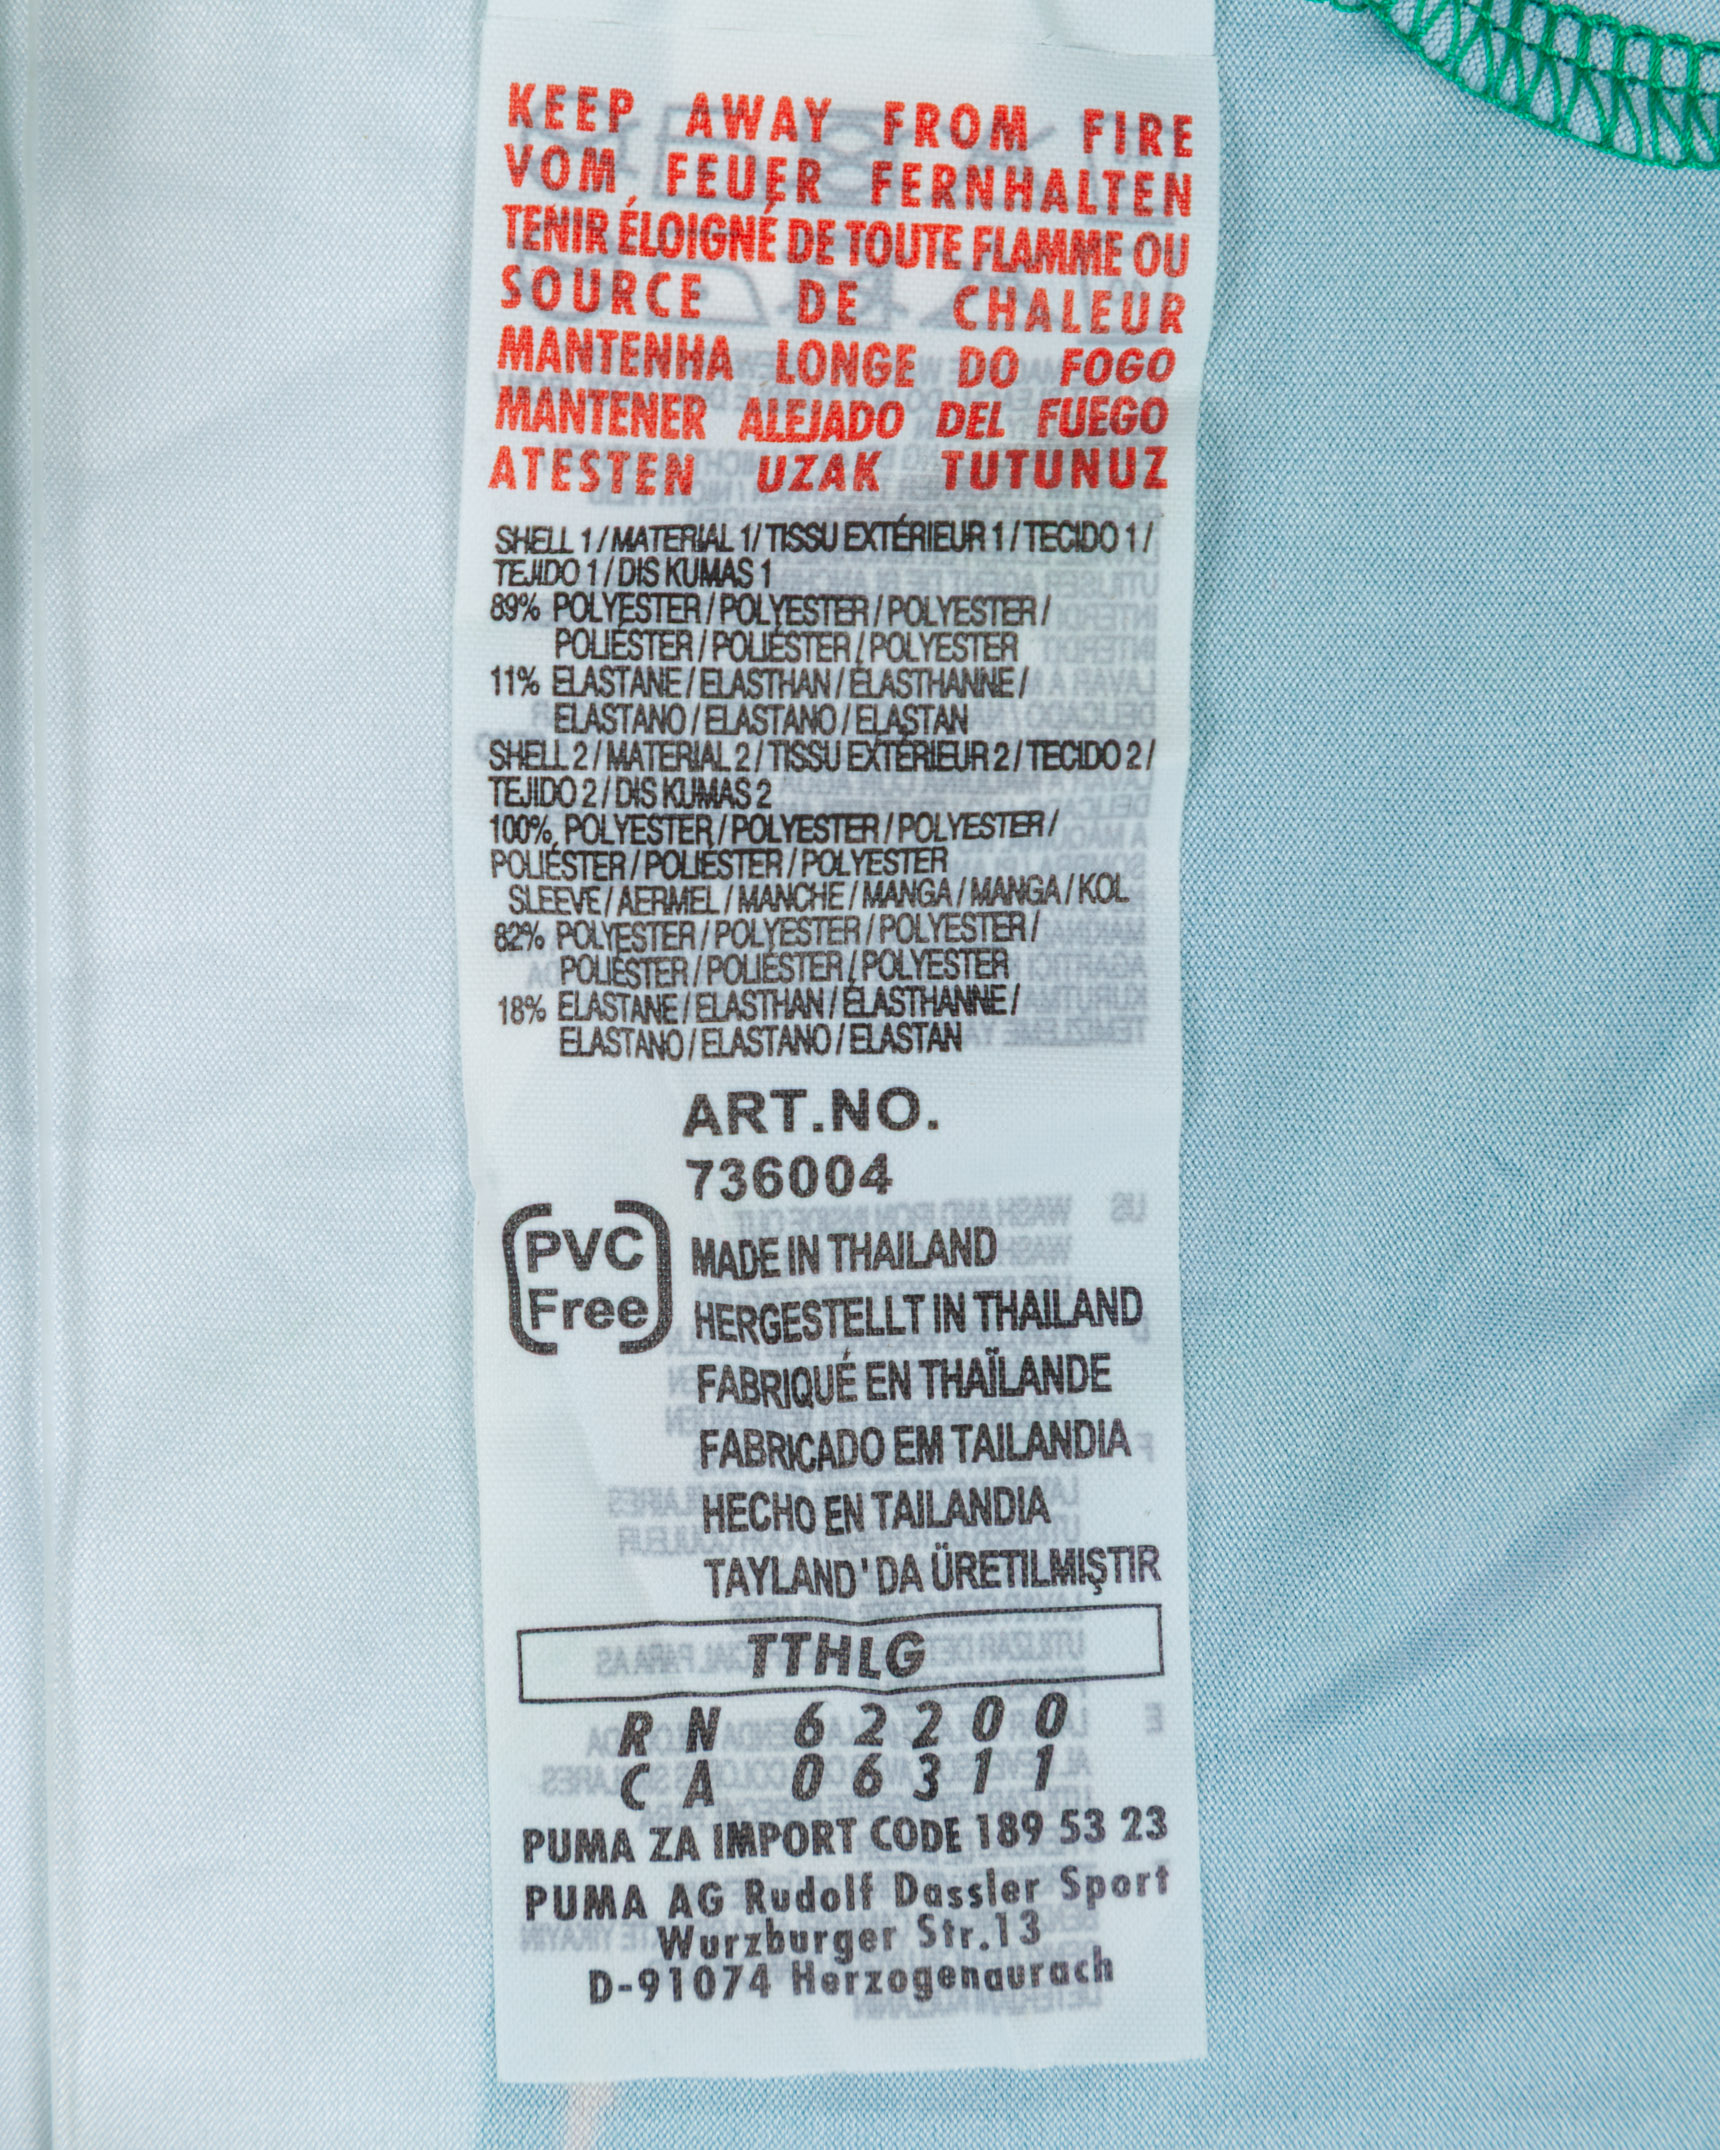 KEEP AWAY FROM FIRE
VOM FEUER FERNHALTEN
TENIR ÉLOIGNÉ DE TOUTE FLAMME OU
SOURCE DE CHALEUR
MANTENHA LONGE DO FOGO
MANTENER ALEJADO DEL FUEGO
ATESTEN UZAK TUTUNUZ
SHELL 1 / MATERIAL 1 / TISSU EXTÉRIEUR 1 / TECIDO 1 /
TEJIDO 1 / DIS KUMAS 1
89% POLYESTER / POLYESTER / POLYESTER /
POLIÉSTER / POLIÉSTER / POLYESTER
11% ELASTANE / ELASTHAN / ÉLASTHANNE /
ELASTANO / ELASTANO / ELASTAN
SHELL 2 / MATERIAL 2 / TISSU EXTÉRIEUR 2 / TECIDO 2 /
TEJIDO 2 / DIS KUMAS 2
100% POLYESTER / POLYESTER / POLYESTER /
POLIÉSTER / POLIÉSTER / POLYESTER
SLEEVE / AERMEL / MANCHE / MANGA / MANGA / KOL
82% POLYESTER / POLYESTER / POLYESTER /
POLIÉSTER / POLIÉSTER / POLYESTER
18% ELASTANE / ELASTHAN / ÉLASTHANNE /
ELASTANO / ELASTANO / ELASTAN
ART.NO.
736004
PVC
Free
MADE IN THAILAND
HERGESTELLT IN THAILAND
FABRIQUÉ EN THAÏLANDE
FABRICADO EM TAILANDIA
HECHO EN TAILANDIA
TAYLAND'DA ÜRETILMIŞTIR
TTHLG
RN 62200
CA 06311
PUMA ZA IMPORT CODE 189 53 23
PUMA AG Rudolf Dassler Sport
Wurzburger Str.13
D-91074 Herzogenaurach